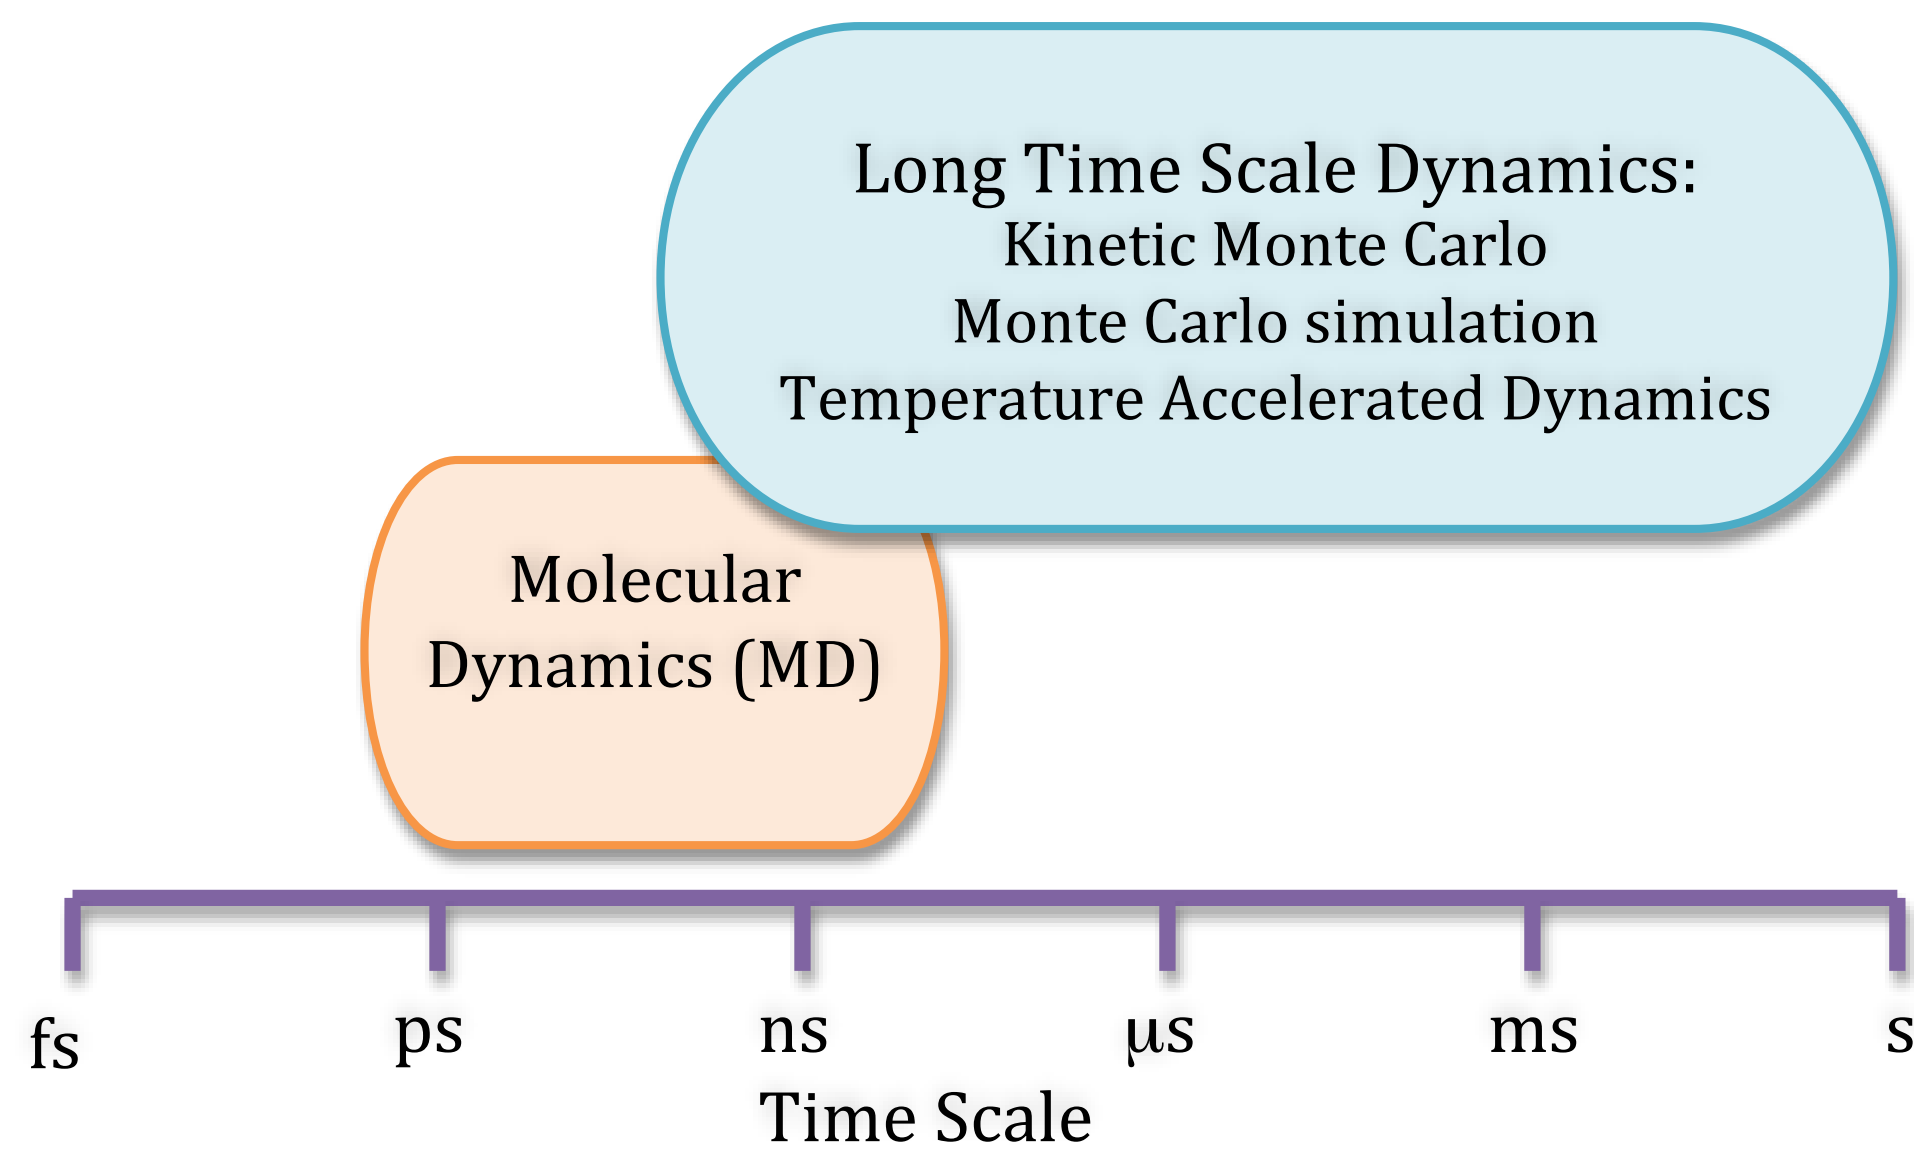 Long Time Scale Dynamics:
Kinetic Monte Carlo
Monte Carlo simulation
Temperature Accelerated Dynamics
Molecular
Dynamics (MD)
fs ps ns μs ms s
Time Scale